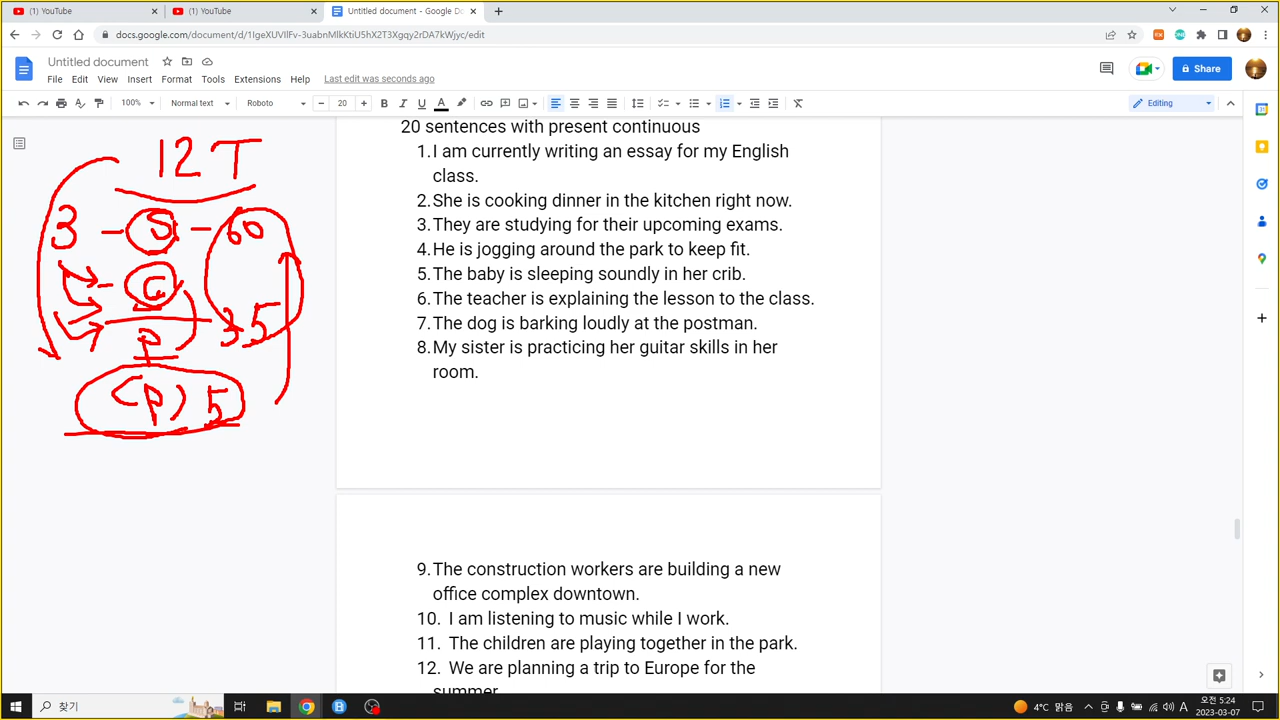 (1) YouTube
(1) YouTube
Untitled document - Google Do
docs.google.com/document/d/1IgeXUVIlFv-3uabnMlkKtiU5hX2T3Xgqy2rDA7kWjyc/edit
Untitled document
File Edit View Insert Format Tools Extensions Help Last edit was seconds ago
Share
100% Normal text Roboto 20 Editing
20 sentences with present continuous
1. I am currently writing an essay for my English
class.
2. She is cooking dinner in the kitchen right now.
3. They are studying for their upcoming exams.
4. He is jogging around the park to keep fit.
5. The baby is sleeping soundly in her crib.
6. The teacher is explaining the lesson to the class.
7. The dog is barking loudly at the postman.
8. My sister is practicing her guitar skills in her
room.
9. The construction workers are building a new
office complex downtown.
10. I am listening to music while I work.
11. The children are playing together in the park.
12. We are planning a trip to Europe for the
summer
12 T
3 - S - 60
- C
P 35
(P) 5
찾기
4°C 맑음
A
오전 5:24
2023-03-07